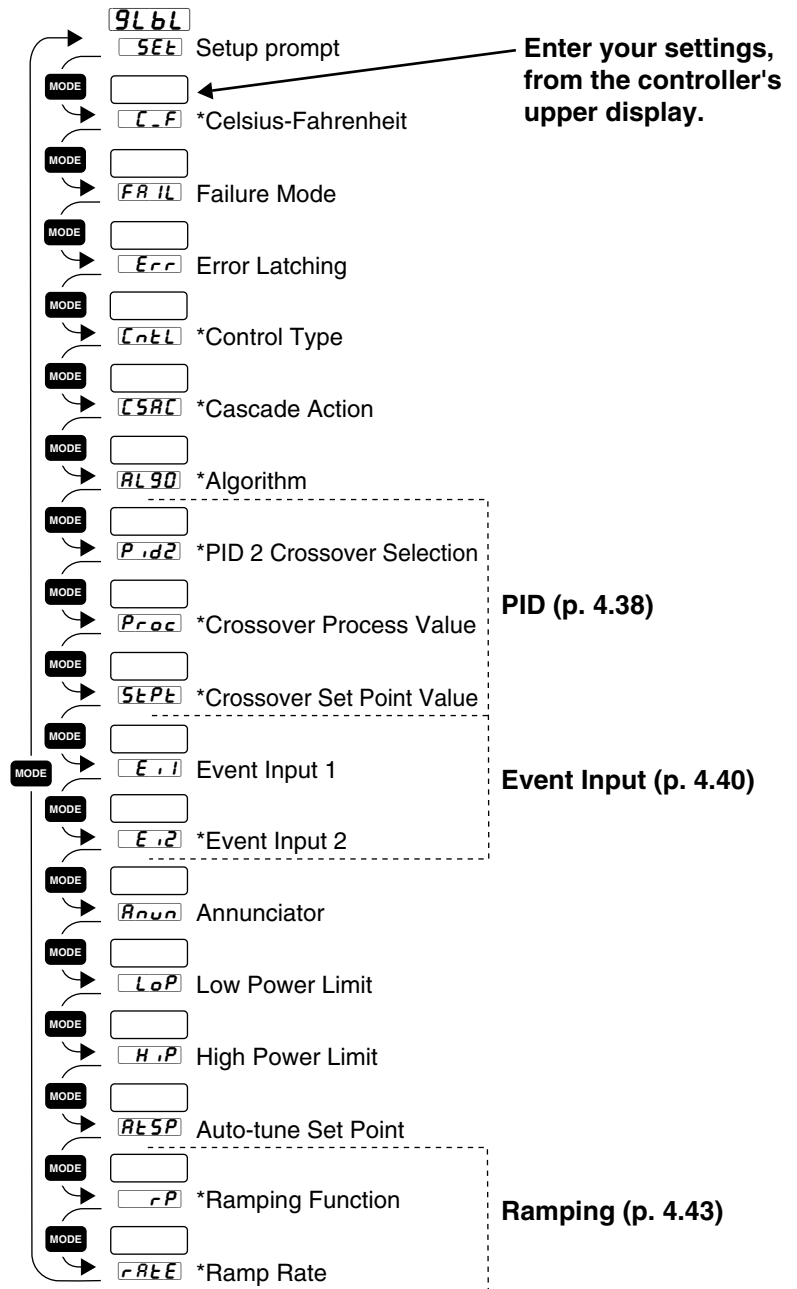 gLbL
SEt Setup prompt
Enter your settings,
from the controller's
upper display.
MODE
C_F *Celsius-Fahrenheit
MODE
FAIL Failure Mode
MODE
Err Error Latching
MODE
CntL *Control Type
MODE
CSAC *Cascade Action
MODE
ALgO *Algorithm
MODE
Pid2 *PID 2 Crossover Selection
MODE
Proc *Crossover Process Value
PID (p. 4.38)
MODE
StPt *Crossover Set Point Value
MODE
Ei1 Event Input 1
MODE
Event Input (p. 4.40)
MODE
Ei2 *Event Input 2
MODE
Anun Annunciator
MODE
LoP Low Power Limit
MODE
HiP High Power Limit
MODE
AtSP Auto-tune Set Point
MODE
rP *Ramping Function
Ramping (p. 4.43)
MODE
rAtE *Ramp Rate